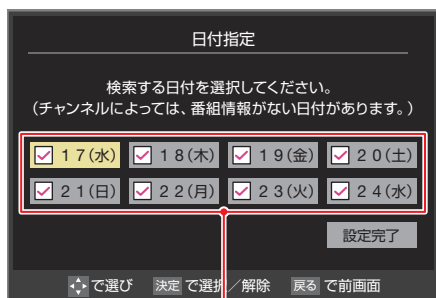 日付指定
検索する日付を選択してください。
(チャンネルによっては、番組情報がない日付があります。)
17(水) 18(木) 19(金) 20(土)
21(日) 22(月) 23(火) 24(水)
設定完了
で選び 決定 で選択/解除 戻る で前画面